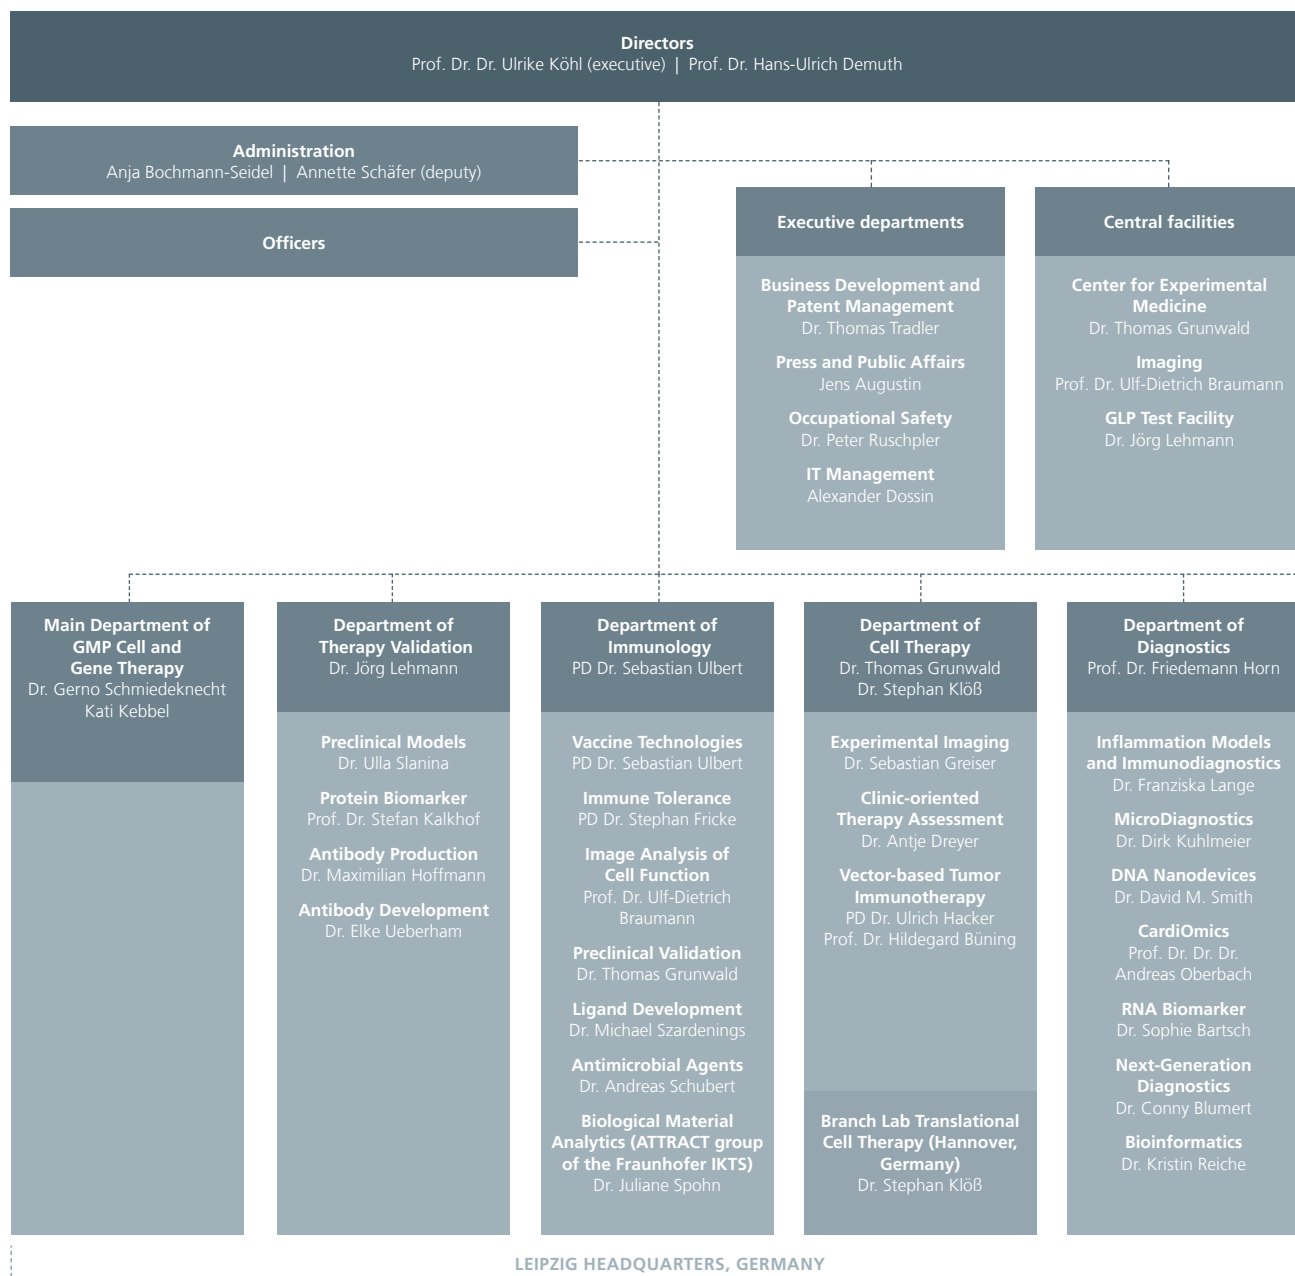 Directors
Prof. Dr. Dr. Ulrike Köhl (executive) | Prof. Dr. Hans-Ulrich Demuth
Administration
Anja Bochmann-Seidel | Annette Schäfer (deputy)
Officers
Executive departments
Business Development and
Patent Management
Dr. Thomas Tradler
Press and Public Affairs
Jens Augustin
Occupational Safety
Dr. Peter Ruschpler
IT Management
Alexander Dossin
Central facilities
Center for Experimental
Medicine
Dr. Thomas Grunwald
Imaging
Prof. Dr. Ulf-Dietrich Braumann
GLP Test Facility
Dr. Jörg Lehmann
Main Department of
GMP Cell and
Gene Therapy
Dr. Gerno Schmiedeknecht
Kati Kebbel
Department of
Therapy Validation
Dr. Jörg Lehmann
Preclinical Models
Dr. Ulla Slanina
Protein Biomarker
Prof. Dr. Stefan Kalkhof
Antibody Production
Dr. Maximilian Hoffmann
Antibody Development
Dr. Elke Ueberham
Department of
Immunology
PD Dr. Sebastian Ulbert
Vaccine Technologies
PD Dr. Sebastian Ulbert
Immune Tolerance
PD Dr. Stephan Fricke
Image Analysis of
Cell Function
Prof. Dr. Ulf-Dietrich
Braumann
Preclinical Validation
Dr. Thomas Grunwald
Ligand Development
Dr. Michael Szardenings
Antimicrobial Agents
Dr. Andreas Schubert
Biological Material
Analytics (ATTRACT group
of the Fraunhofer IKTS)
Dr. Juliane Spohn
Department of
Cell Therapy
Dr. Thomas Grunwald
Dr. Stephan Klöß
Experimental Imaging
Dr. Sebastian Greiser
Clinic-oriented
Therapy Assessment
Dr. Antje Dreyer
Vector-based Tumor
Immunotherapy
PD Dr. Ulrich Hacker
Prof. Dr. Hildegard Büning
Branch Lab Translational
Cell Therapy (Hannover,
Germany)
Dr. Stephan Klöß
Department of
Diagnostics
Prof. Dr. Friedemann Horn
Inflammation Models
and Immunodiagnostics
Dr. Franziska Lange
MicroDiagnostics
Dr. Dirk Kuhlmeier
DNA Nanodevices
Dr. David M. Smith
CardiOmics
Prof. Dr. Dr. Dr.
Andreas Oberbach
RNA Biomarker
Dr. Sophie Bartsch
Next-Generation
Diagnostics
Dr. Conny Blumert
Bioinformatics
Dr. Kristin Reiche
LEIPZIG HEADQUARTERS, GERMANY